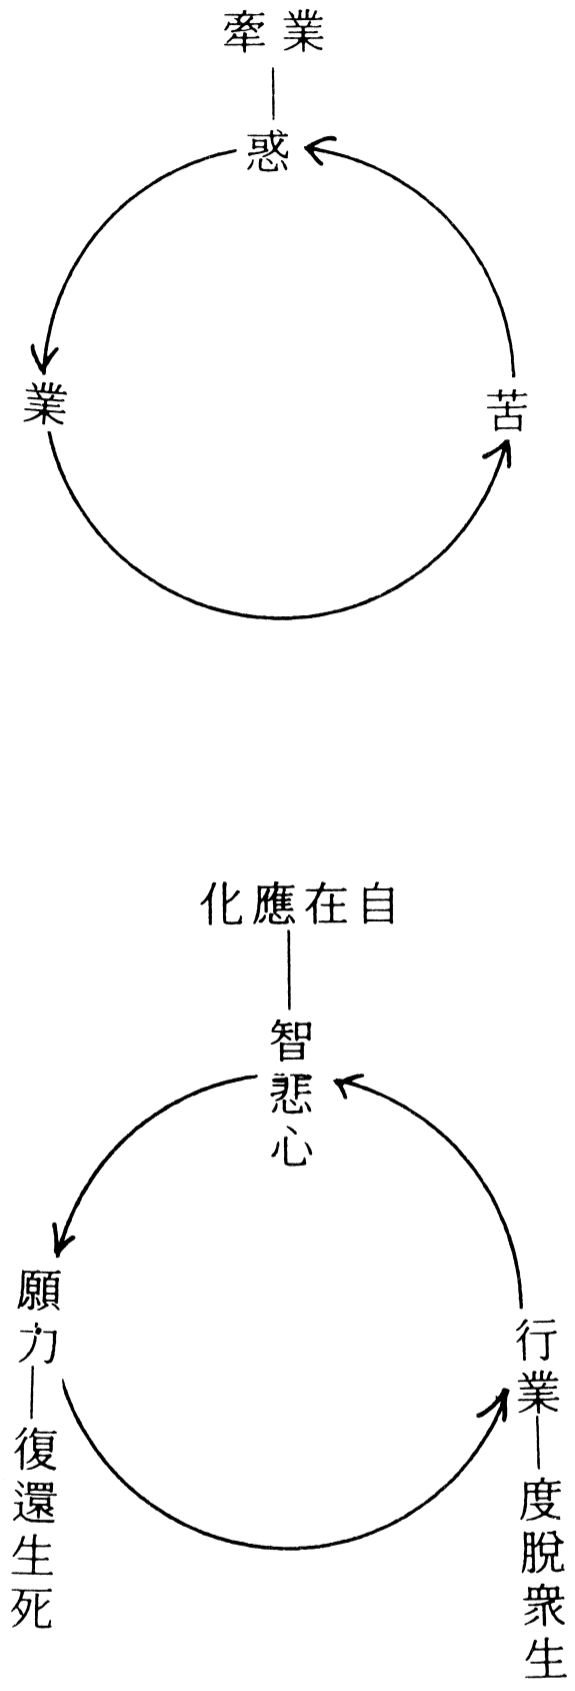 業牽
惑
業
苦
自在應化
智悲心
願力—復還生死
行業—度脫衆生